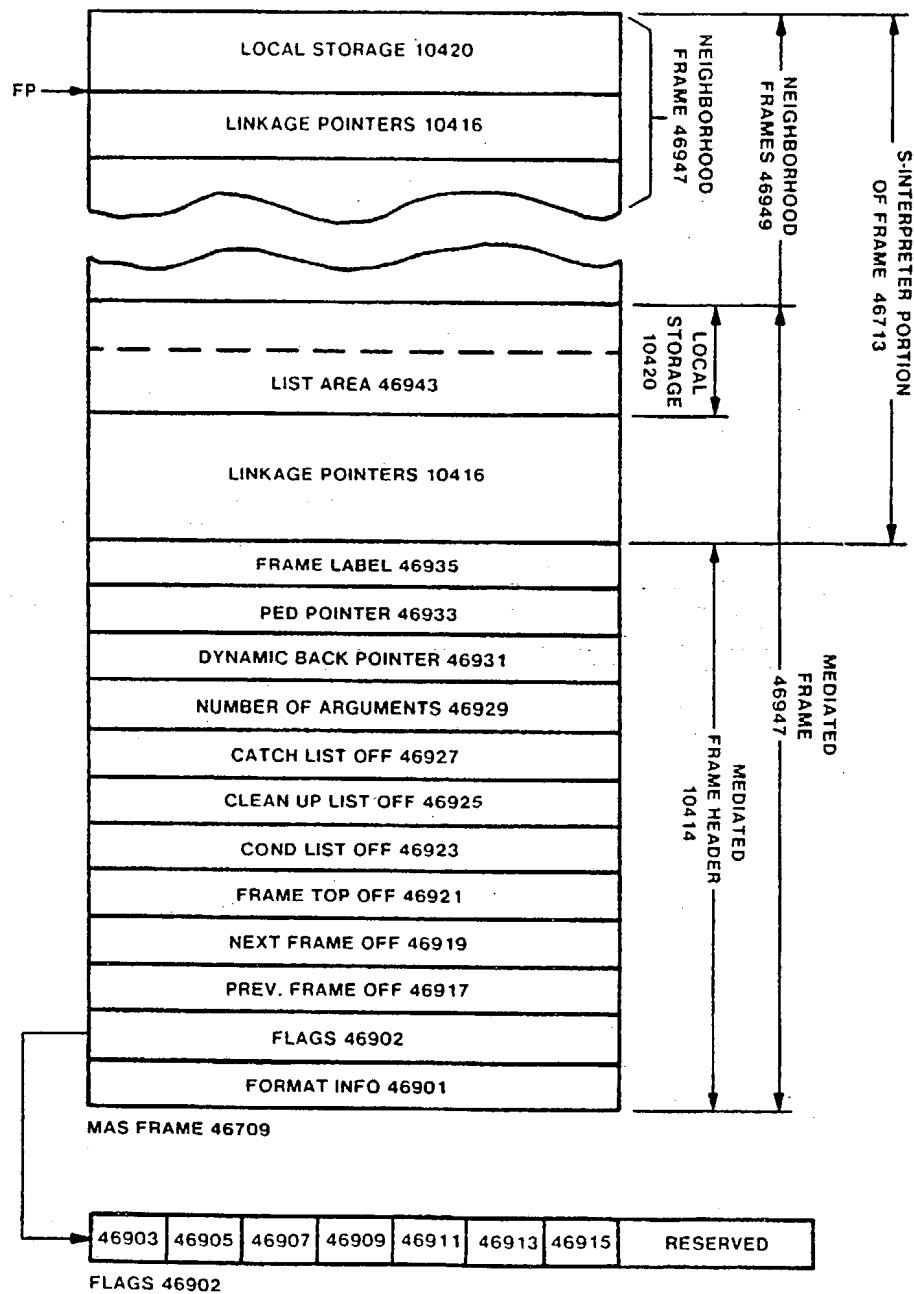 LOCAL STORAGE 10420
FP
LINKAGE POINTERS 10416
NEIGHBORHOOD
FRAME 46947
NEIGHBORHOOD
FRAMES 46949
S-INTERPRETER PORTION
OF FRAME 46713
LOCAL
STORAGE
10420
LIST AREA 46943
LINKAGE POINTERS 10416
FRAME LABEL 46935
PED POINTER 46933
DYNAMIC BACK POINTER 46931
NUMBER OF ARGUMENTS 46929
CATCH LIST OFF 46927
CLEAN UP LIST OFF 46925
COND LIST OFF 46923
FRAME TOP OFF 46921
NEXT FRAME OFF 46919
PREV. FRAME OFF 46917
FLAGS 46902
FORMAT INFO 46901
MEDIATED
FRAME HEADER
10414
MEDIATED
FRAME
46947
MAS FRAME 46709
46903 46905 46907 46909 46911 46913 46915 RESERVED
FLAGS 46902